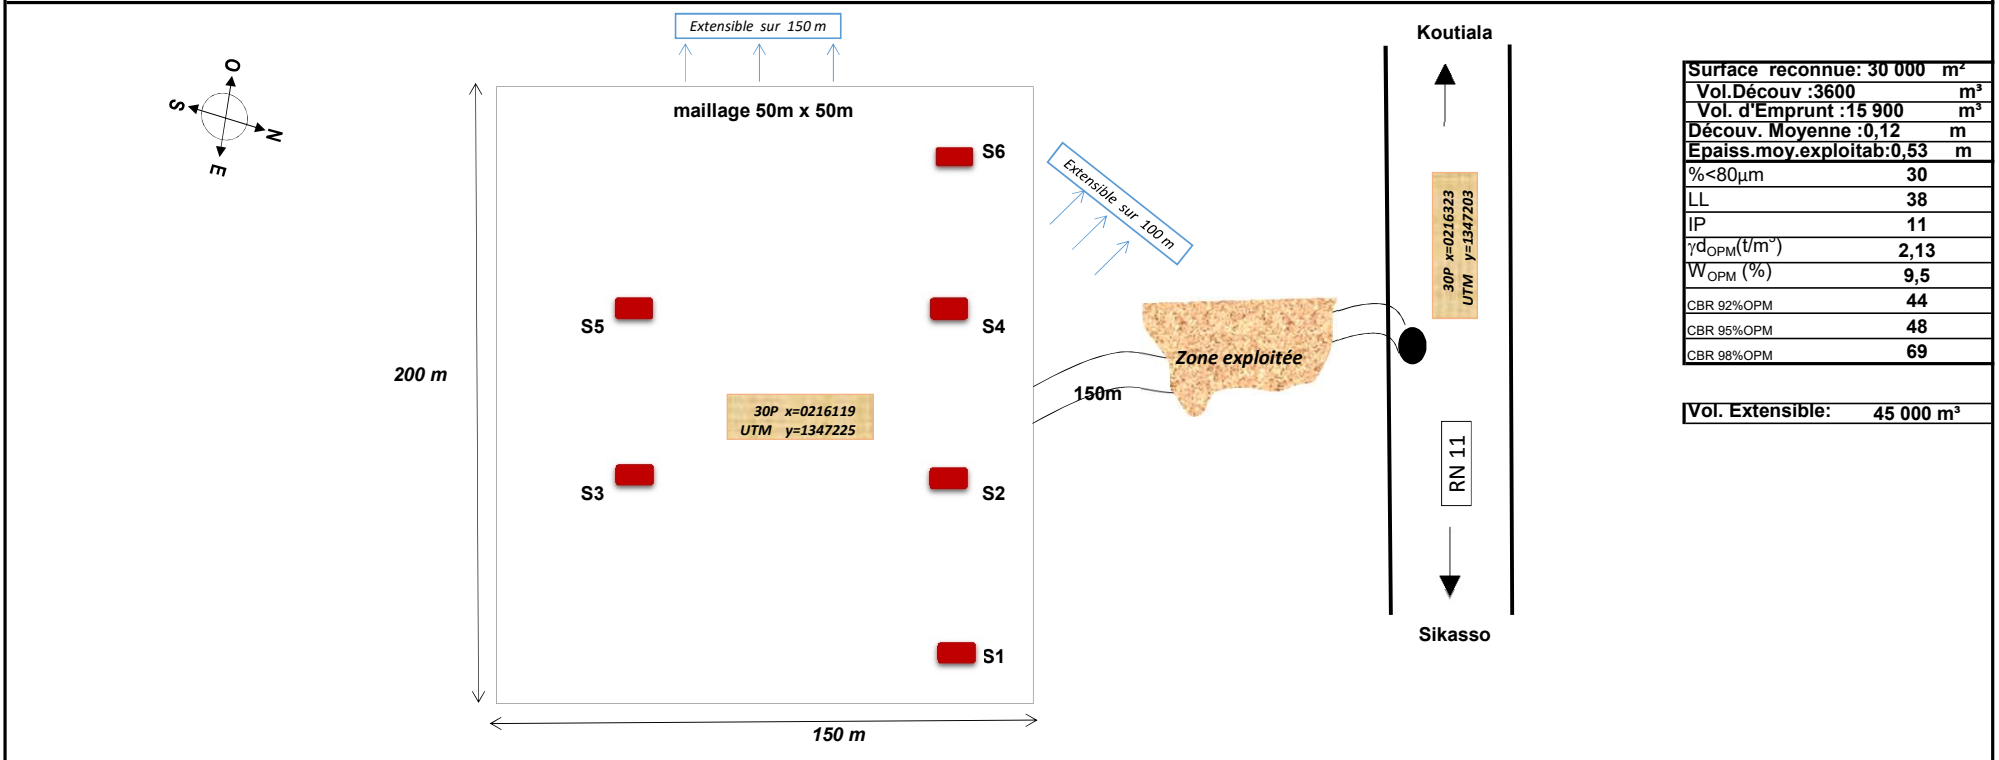 Extensible sur 150 m
Koutiala
O
S
N
E
maillage 50m x 50m
S6
Extensible sur 100 m
30P x=0216323
UTM y=1347203
S5
S4
Zone exploitée
200 m
150m
30P x=0216119
UTM y=1347225
RN 11
S3
S2
Sikasso
S1
150 m
Surface reconnue: 30 000 m²
Vol.Découv :3600 m³
Vol. d'Emprunt :15 900 m³
Découv. Moyenne :0,12 m
Epaiss.moy.exploitab:0,53 m
%<80µm 30
LL 38
IP 11
γdOPM(t/m³) 2,13
WOPM (%) 9,5
CBR 92%OPM 44
CBR 95%OPM 48
CBR 98%OPM 69
Vol. Extensible: 45 000 m³